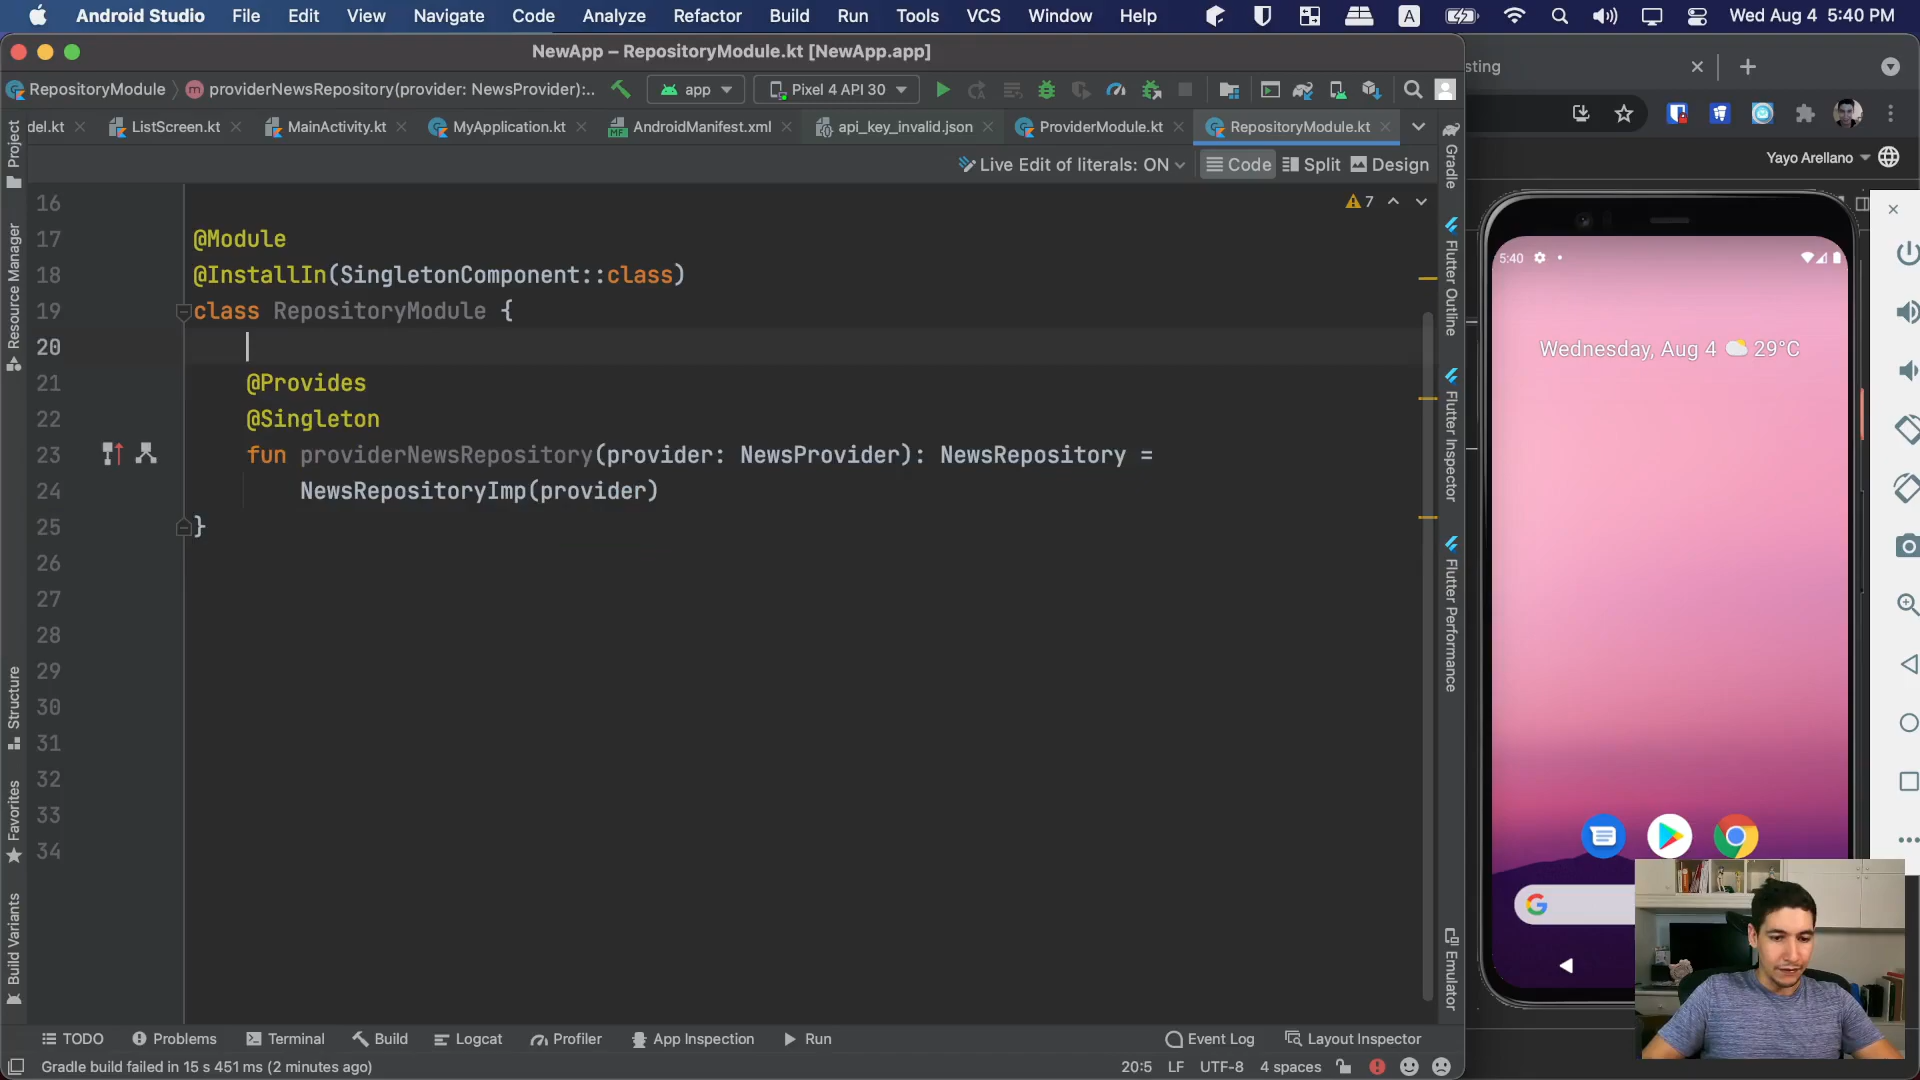 Android Studio File Edit View Navigate Code Analyze Refactor Build Run Tools VCS Window Help A Wed Aug 4 5:40 PM
NewApp – RepositoryModule.kt [NewApp.app]
sting
RepositoryModule providerNewsRepository(provider: NewsProvider):... app Pixel 4 API 30
del.kt ListScreen.kt MainActivity.kt MyApplication.kt AndroidManifest.xml api_key_invalid.json ProviderModule.kt RepositoryModule.kt
Live Edit of literals: ON Code Split Design
Yayo Arellano
7
16
17 @Module
18 @InstallIn(SingletonComponent::class)
19 class RepositoryModule {
20
21 @Provides
22 @Singleton
23 fun providerNewsRepository(provider: NewsProvider): NewsRepository =
24 NewsRepositoryImp(provider)
25 }
26
27
28
29
30
31
32
33
34
Project
Resource Manager
Structure
Favorites
Build Variants
Gradle
Flutter Outline
Flutter Inspector
Flutter Performance
Emulator
5:40
Wednesday, Aug 4 29°C
TODO Problems Terminal Build Logcat Profiler App Inspection Run Event Log Layout Inspector
Gradle build failed in 15 s 451 ms (2 minutes ago) 20:5 LF UTF-8 4 spaces